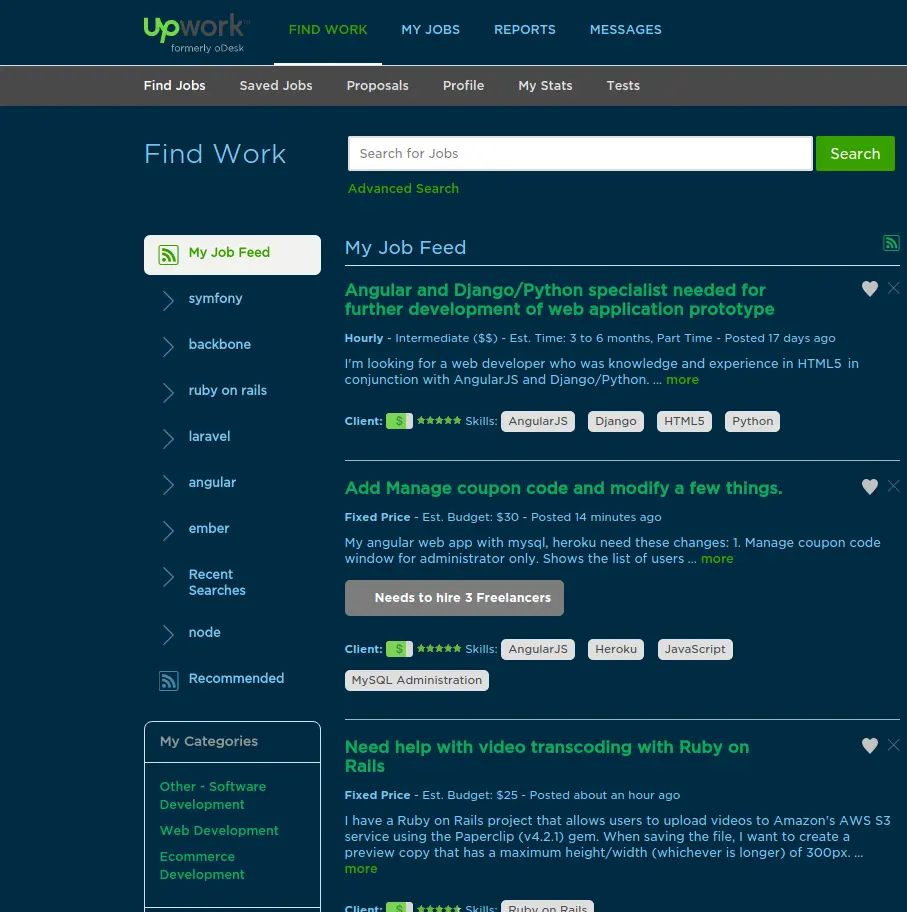 Upwork
formerly oDesk
FIND WORK
MY JOBS
REPORTS
MESSAGES
Find Jobs
Saved Jobs
Proposals
Profile
My Stats
Tests
Find Work
Search for Jobs
Search
Advanced Search
My Job Feed
symfony
backbone
ruby on rails
laravel
angular
ember
Recent
Searches
node
Recommended
My Categories
Other - Software
Development
Web Development
Ecommerce
Development
My Job Feed
Angular and Django/Python specialist needed for
further development of web application prototype
Hourly - Intermediate ($$) - Est. Time: 3 to 6 months, Part Time - Posted 17 days ago
I'm looking for a web developer who was knowledge and experience in HTML5 in
conjunction with AngularJS and Django/Python. ... more
Client: $ Skills: AngularJS Django HTML5 Python
Add Manage coupon code and modify a few things.
Fixed Price - Est. Budget: $30 - Posted 14 minutes ago
My angular web app with mysql, heroku need these changes: 1. Manage coupon code
window for administrator only. Shows the list of users ... more
Needs to hire 3 Freelancers
Client: $ Skills: AngularJS Heroku JavaScript
MySQL Administration
Need help with video transcoding with Ruby on
Rails
Fixed Price - Est. Budget: $25 - Posted about an hour ago
I have a Ruby on Rails project that allows users to upload videos to Amazon's AWS S3
service using the Paperclip (v4.2.1) gem. When saving the file, I want to create a
preview copy that has a maximum height/width (whichever is longer) of 300px. ...
more
Client: $ Skills: Ruby on Rails